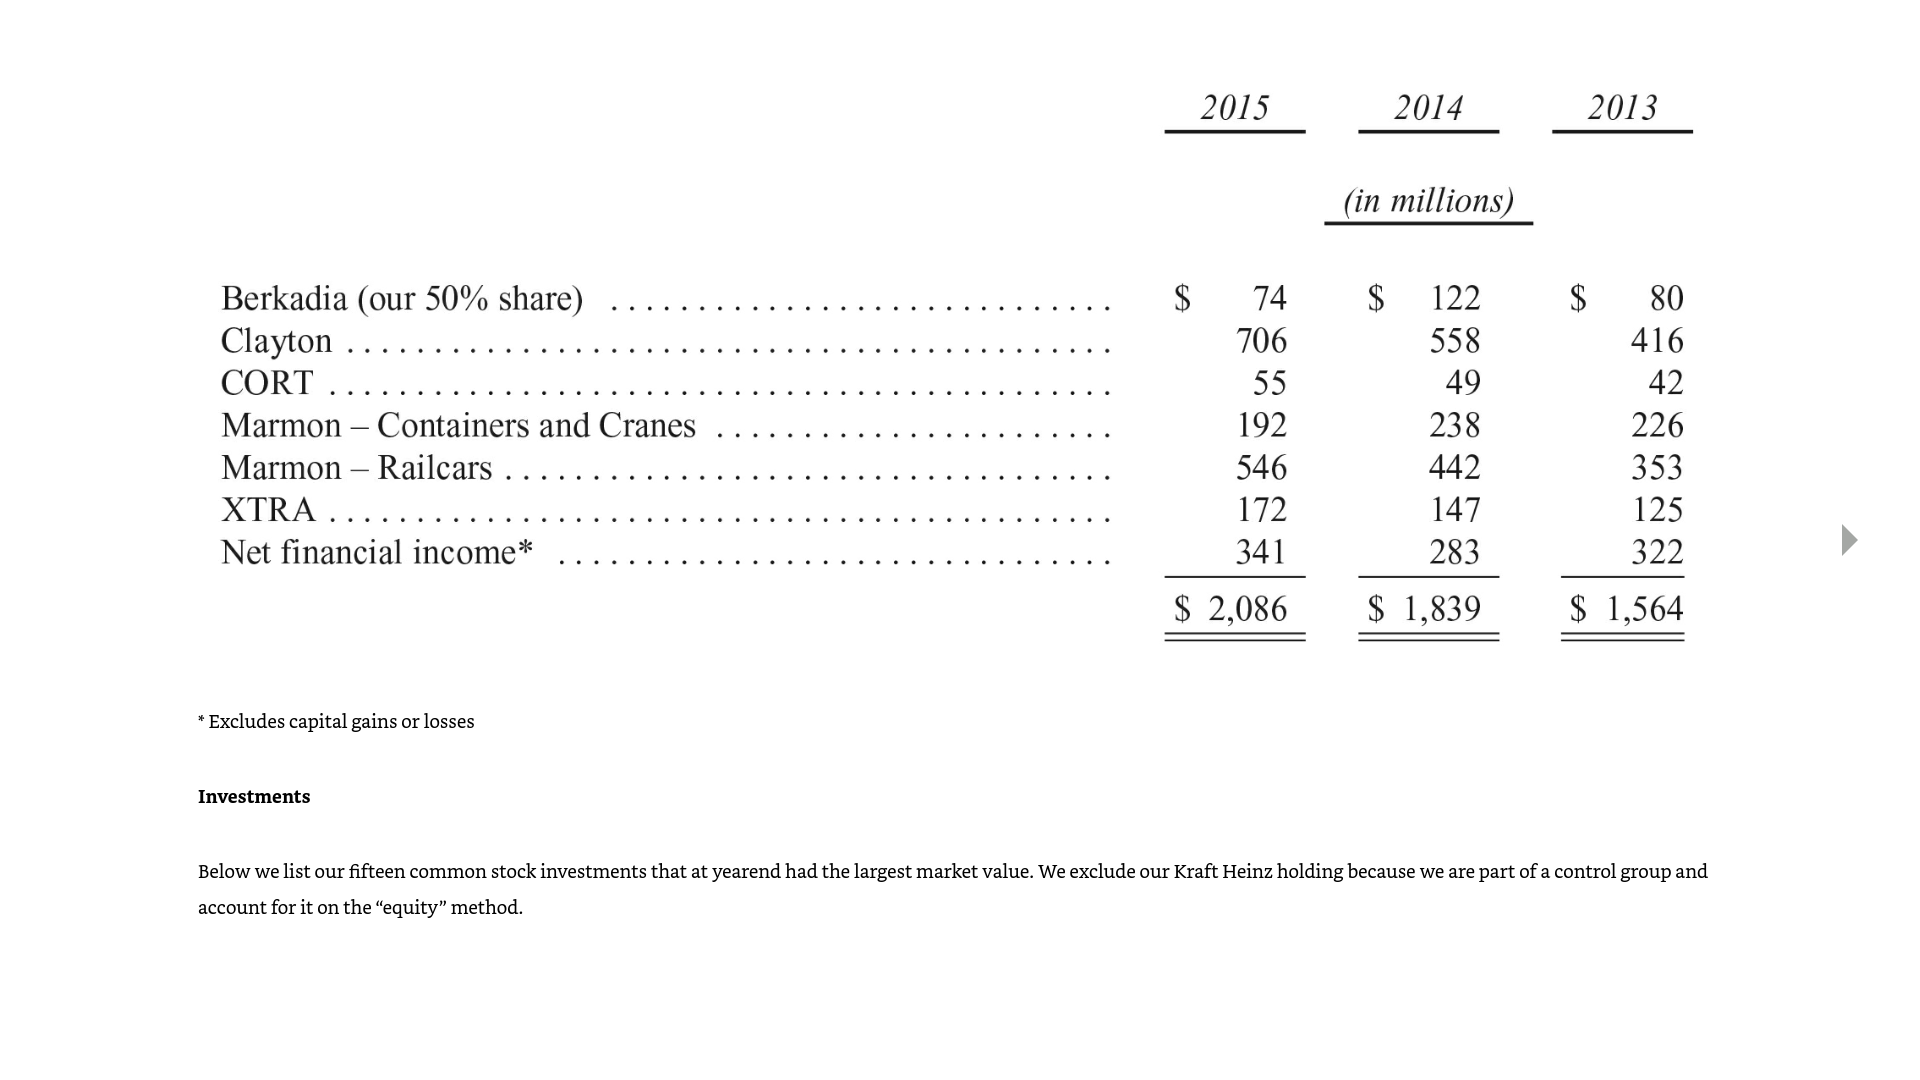 2015 2014 2013
(in millions)
Berkadia (our 50% share) . . . . . . . . . . . . . . . . . . . . . . . . . . . . . $ 74 $ 122 $ 80
Clayton . . . . . . . . . . . . . . . . . . . . . . . . . . . . . . . . . . . . . . . . . . . . 706 558 416
CORT . . . . . . . . . . . . . . . . . . . . . . . . . . . . . . . . . . . . . . . . . . . . . 55 49 42
Marmon – Containers and Cranes . . . . . . . . . . . . . . . . . . . . . . . 192 238 226
Marmon – Railcars . . . . . . . . . . . . . . . . . . . . . . . . . . . . . . . . . . . 546 442 353
XTRA . . . . . . . . . . . . . . . . . . . . . . . . . . . . . . . . . . . . . . . . . . . . . 172 147 125
Net financial income* . . . . . . . . . . . . . . . . . . . . . . . . . . . . . . . . 341 283 322
$ 2,086 $ 1,839 $ 1,564
* Excludes capital gains or losses
Investments
Below we list our fifteen common stock investments that at yearend had the largest market value. We exclude our Kraft Heinz holding because we are part of a control group and
account for it on the “equity” method.